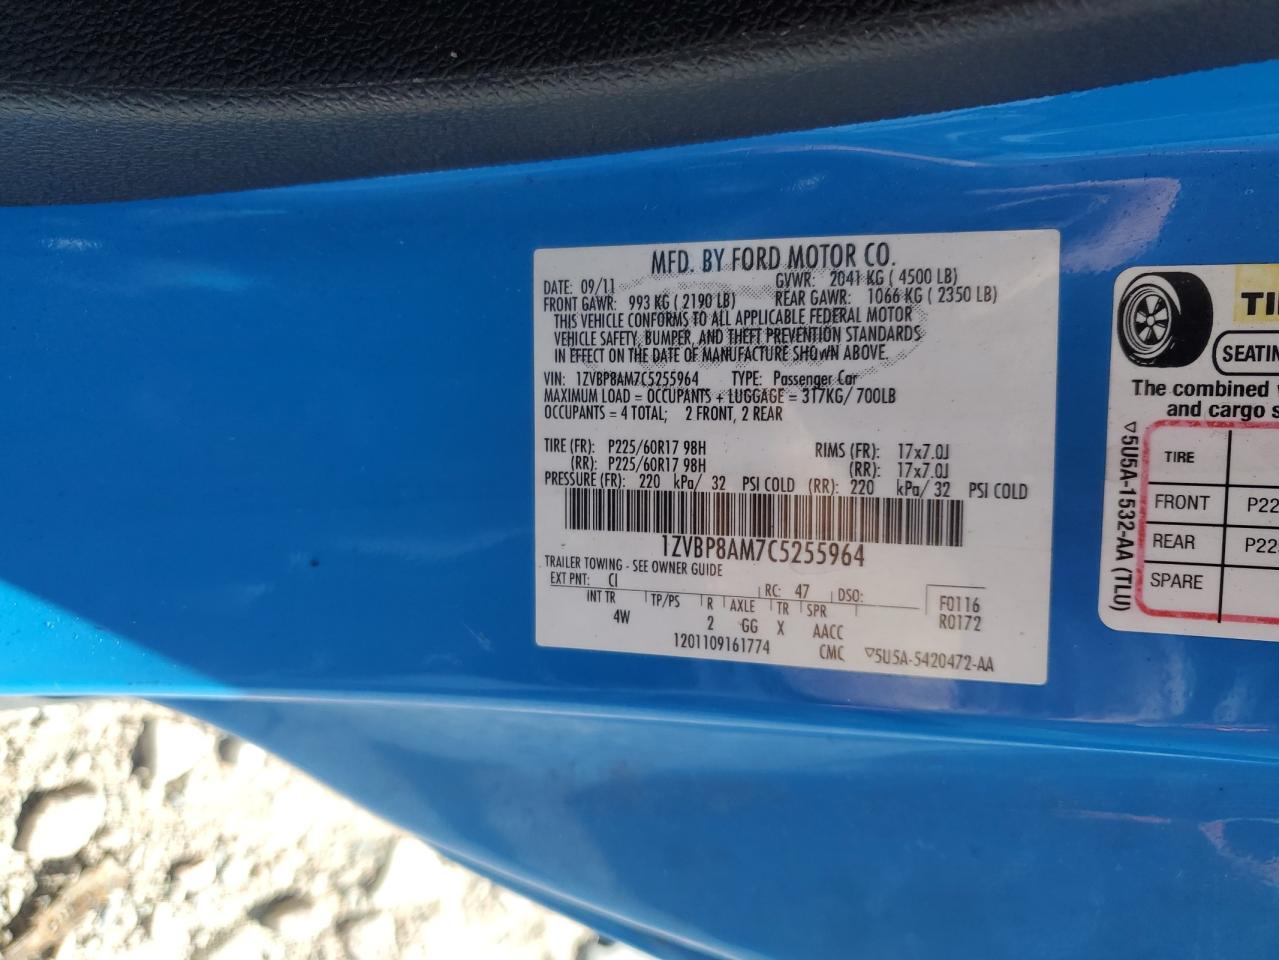 MFD. BY FORD MOTOR CO.
DATE: 09/11 GVWR: 2041 KG ( 4500 LB)
FRONT GAWR: 993 KG ( 2190 LB) REAR GAWR: 1066 KG ( 2350 LB)
THIS VEHICLE CONFORMS TO ALL APPLICABLE FEDERAL MOTOR
VEHICLE SAFETY, BUMPER, AND THEFT PREVENTION STANDARDS
IN EFFECT ON THE DATE OF MANUFACTURE SHOWN ABOVE.
VIN: 1ZVBP8AM7C5255964 TYPE: Passenger Car
MAXIMUM LOAD = OCCUPANTS + LUGGAGE = 317KG/ 700LB
OCCUPANTS = 4 TOTAL; 2 FRONT, 2 REAR
TIRE (FR): P225/60R17 98H RIMS (FR): 17x7.0J
(RR): P225/60R17 98H (RR): 17x7.0J
PRESSURE (FR): 220 kPa/ 32 PSI COLD (RR): 220 kPa/ 32 PSI COLD
1ZVBP8AM7C5255964
TRAILER TOWING - SEE OWNER GUIDE
EXT PNT: CI RC: 47 DSO:
INT TR TP/PS R AXLE TR SPR F0116
4W 2 GG X AACC R0172
1201109161774 CMC ▽5U5A-5420472-AA
TI
SEATIN
The combined
and cargo s
▽5U5A-1532-AA (TLU)
TIRE
FRONT P22
REAR P22
SPARE